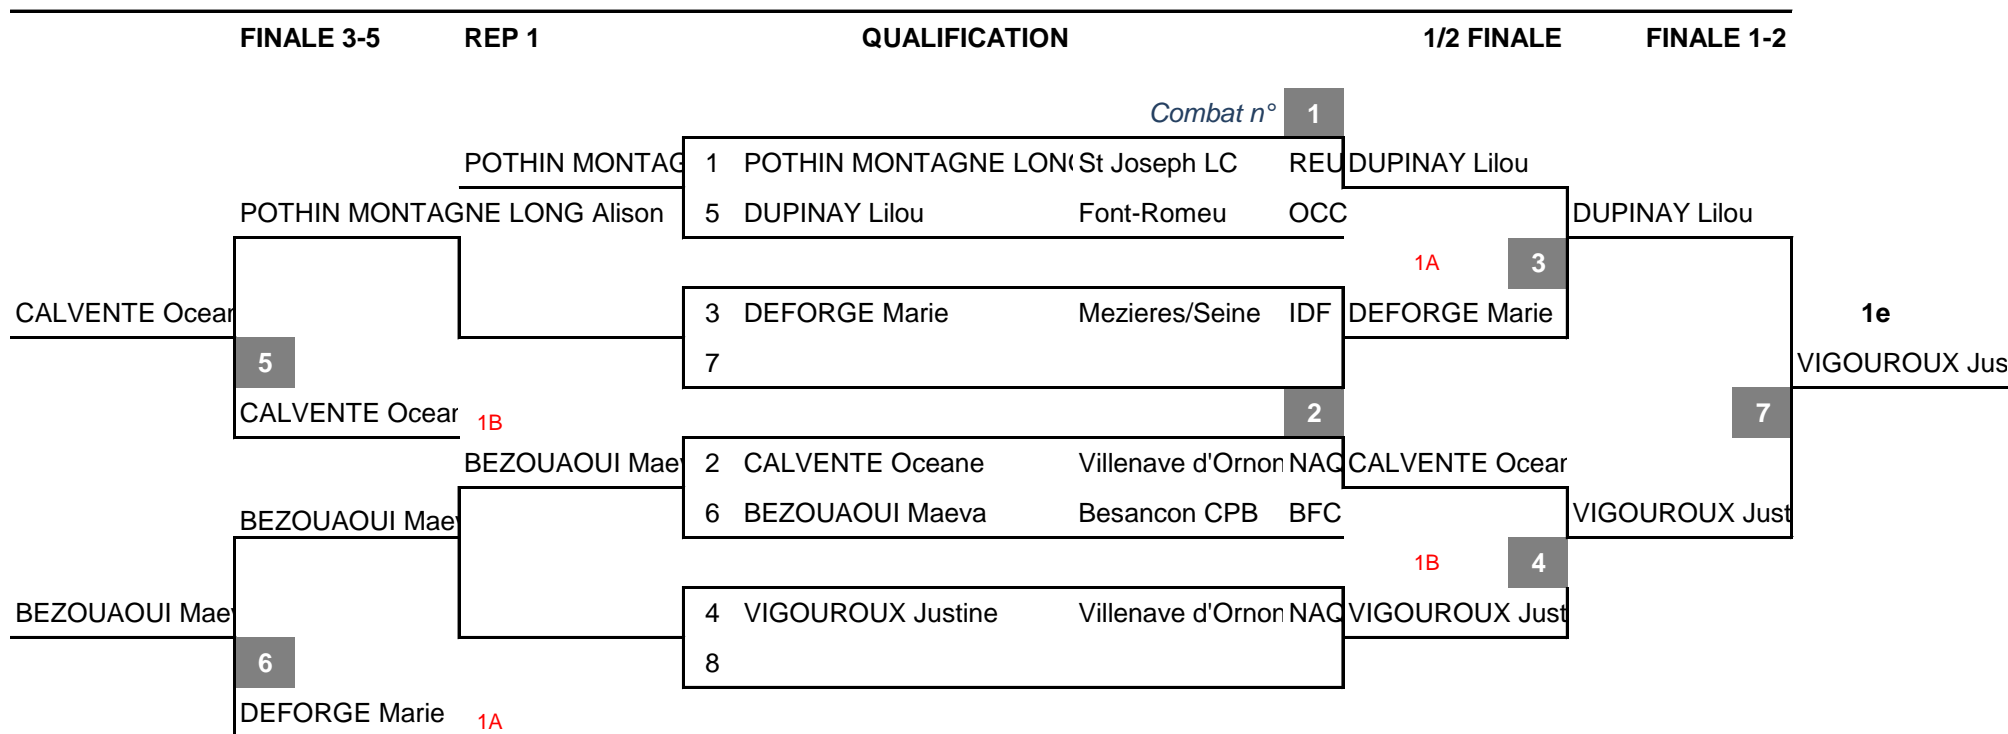 FINALE 3-5 REP 1 QUALIFICATION 1/2 FINALE FINALE 1-2
Combat n° 1
POTHIN MONTAG 1 POTHIN MONTAGNE LONG St Joseph LC REU DUPINAY Lilou
POTHIN MONTAGNE LONG Alison 5 DUPINAY Lilou Font-Romeu OCC DUPINAY Lilou
1A 3
CALVENTE Ocean 3 DEFORGE Marie Mezieres/Seine IDF DEFORGE Marie 1e
5 7 VIGOUROUX Jus
CALVENTE Ocean 1B 2 7
BEZOUAOUI Maev 2 CALVENTE Oceane Villenave d'Ornon NAQ CALVENTE Ocean
BEZOUAOUI Maev 6 BEZOUAOUI Maeva Besancon CPB BFC VIGOUROUX Just
1B 4
BEZOUAOUI Maev 4 VIGOUROUX Justine Villenave d'Ornon NAQ VIGOUROUX Just
6 8
DEFORGE Marie 1A